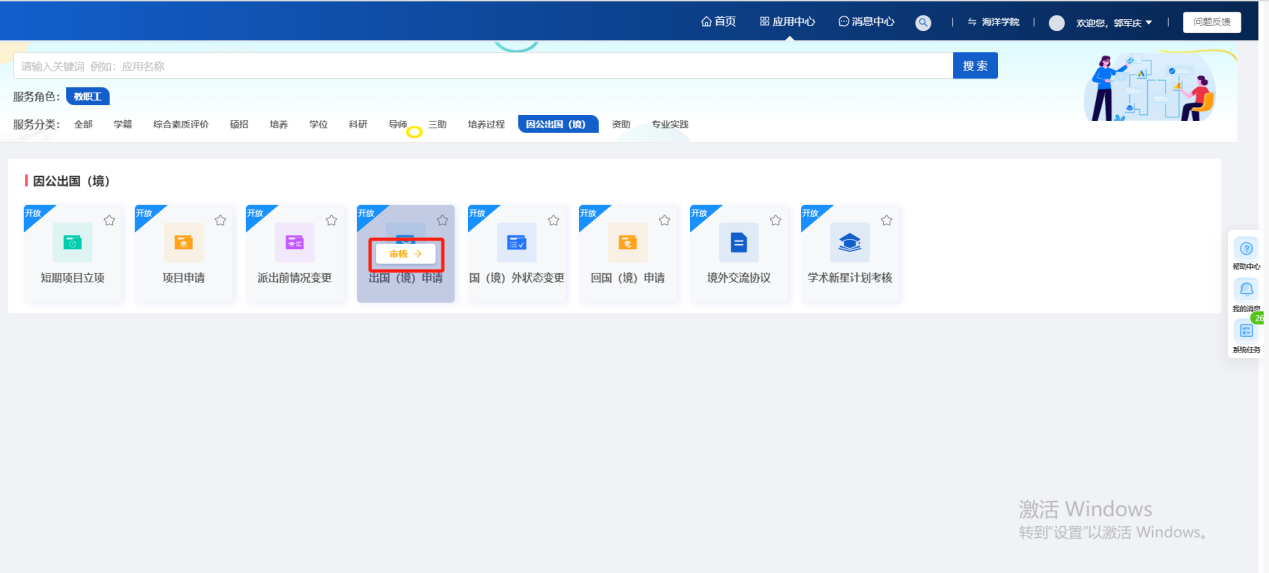 首页 应用中心 消息中心 海洋学院 欢迎您，郭军庆 问题反馈
请输入关键词 例如：应用名称 搜 索
服务角色： 教职工
服务分类： 全部 学籍 综合素质评价 硕招 培养 学位 科研 导师 三助 培养过程 因公出国（境） 资助 专业实践
因公出国（境）
开放 开放 开放 开放 开放 开放 开放 开放
审核
短期项目立项 项目申请 派出前情况变更 出国（境）申请 国（境）外状态变更 回国（境）申请 境外交流协议 学术新星计划考核
帮助中心
我的消息
26
系统任务
激活 Windows
转到"设置"以激活 Windows。